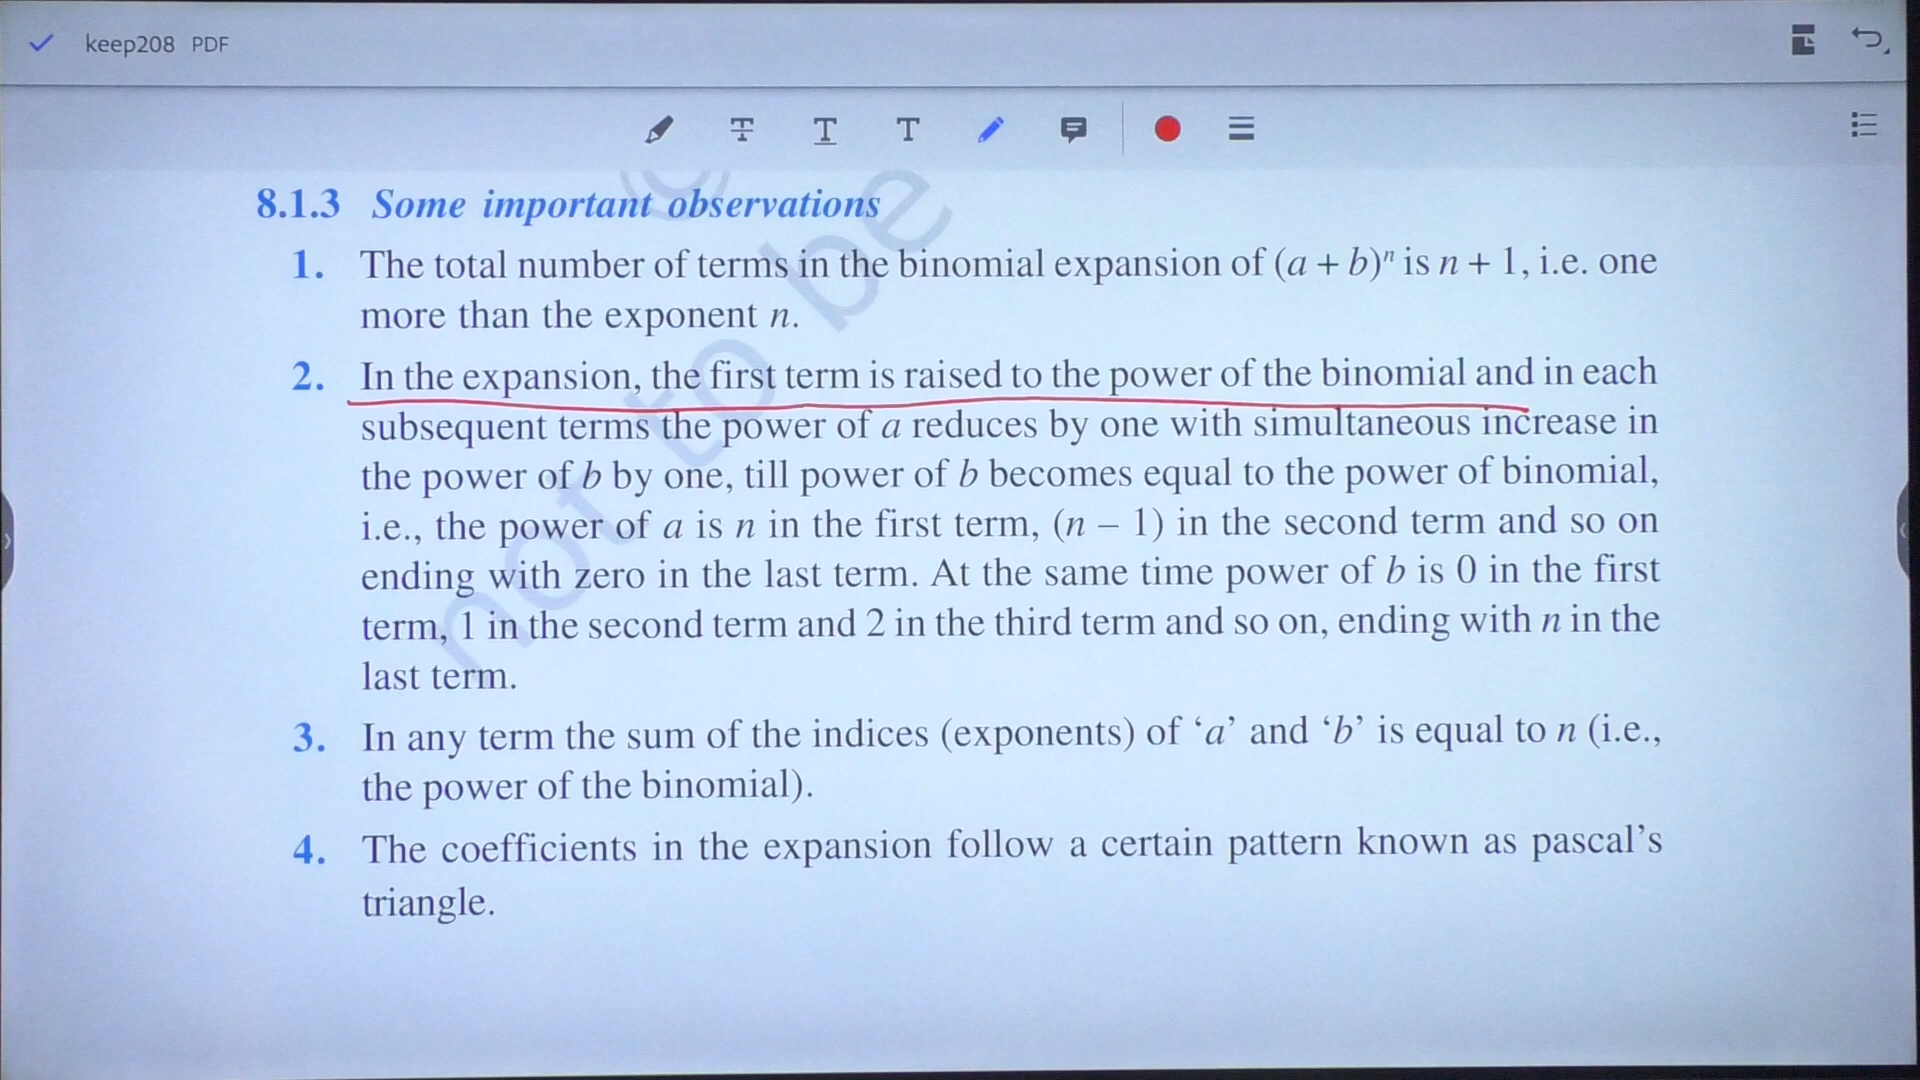 keep208 PDF
8.1.3 Some important observations
1. The total number of terms in the binomial expansion of (a + b)ⁿ is n + 1, i.e. one
more than the exponent n.
2. In the expansion, the first term is raised to the power of the binomial and in each
subsequent terms the power of a reduces by one with simultaneous increase in
the power of b by one, till power of b becomes equal to the power of binomial,
i.e., the power of a is n in the first term, (n – 1) in the second term and so on
ending with zero in the last term. At the same time power of b is 0 in the first
term, 1 in the second term and 2 in the third term and so on, ending with n in the
last term.
3. In any term the sum of the indices (exponents) of ‘a’ and ‘b’ is equal to n (i.e.,
the power of the binomial).
4. The coefficients in the expansion follow a certain pattern known as pascal’s
triangle.
not to be